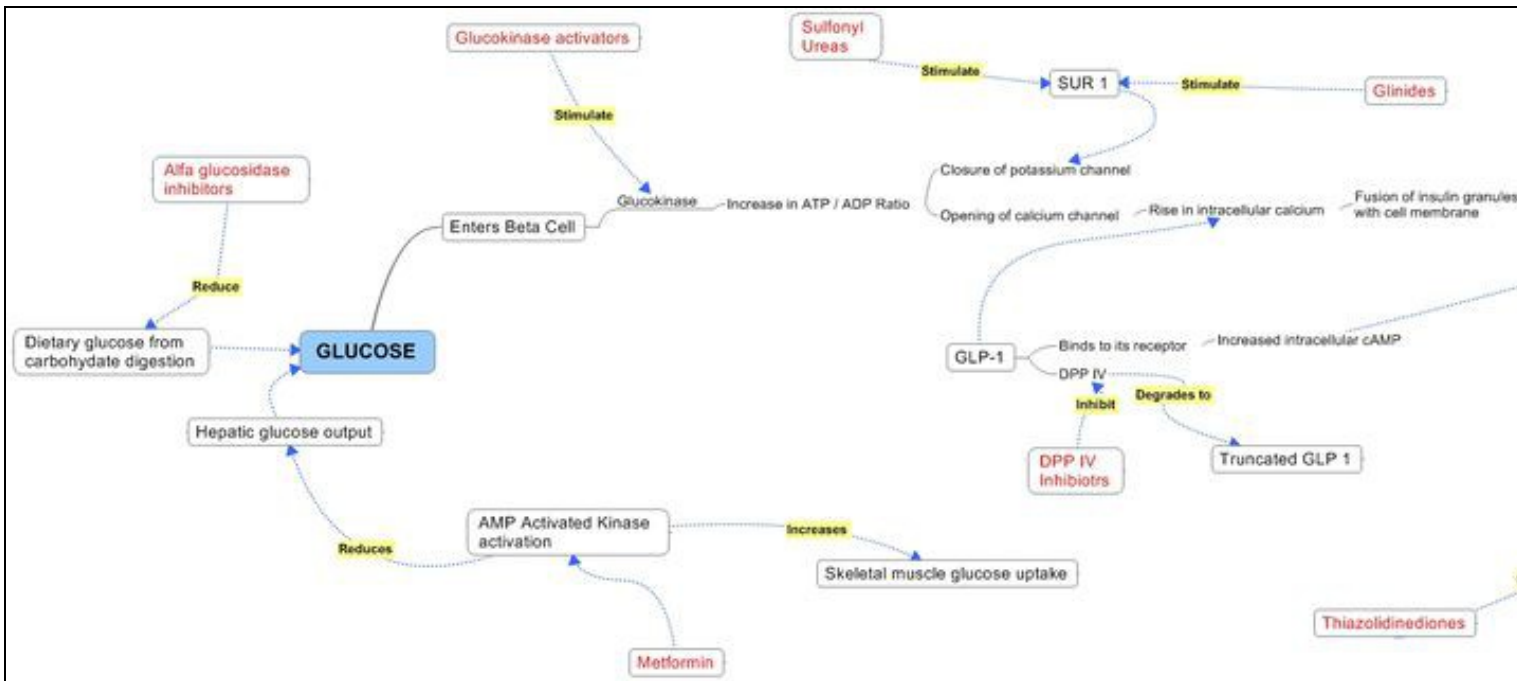 Glucokinase activators
Sulfonyl
Ureas
Stimulate
SUR 1
Stimulate
Glinides
Stimulate
Alfa glucosidase
inhibitors
Closure of potassium channel
Glucokinase
Increase in ATP / ADP Ratio
Opening of calcium channel
Rise in intracellular calcium
Fusion of insulin granules
with cell membrane
Enters Beta Cell
Reduce
Dietary glucose from
carbohydate digestion
GLUCOSE
GLP-1
Binds to its receptor
Increased intracellular cAMP
DPP IV
Inhibit
Degrades to
Hepatic glucose output
DPP IV
Inhibiotrs
Truncated GLP 1
AMP Activated Kinase
activation
Increases
Reduces
Skeletal muscle glucose uptake
Thiazolidinediones
Metformin